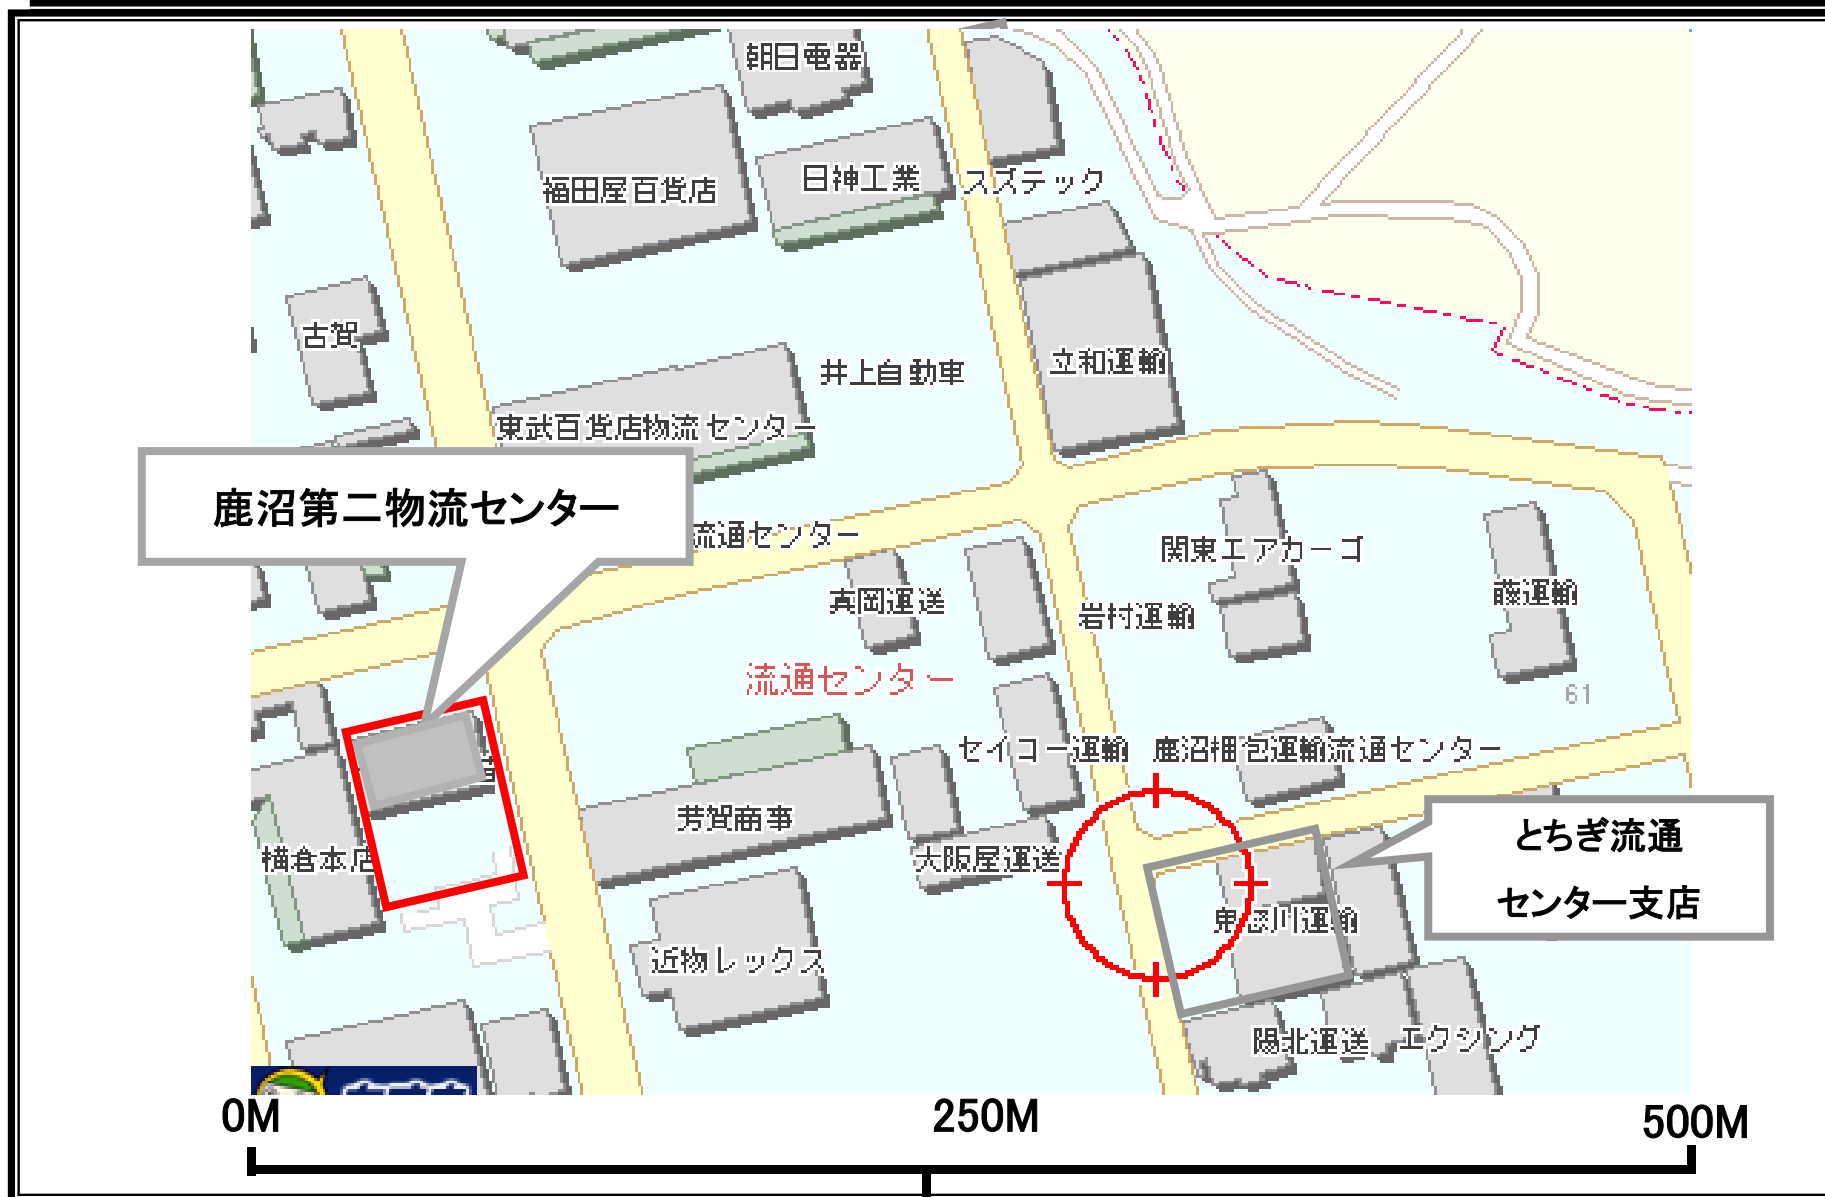 朝日電器
福田屋百貨店
日神工業
スズテック
古賀
井上自動車
立和運輸
東武百貨店物流センター
鹿沼第二物流センター
流通センター
関東エアカーゴ
真岡運送
岩村運輸
藤運輸
流通センター
61
セイコー運輸
鹿沼梱包運輸流通センター
芳賀商事
横倉本店
大阪屋運送
とちぎ流通
センター支店
鬼怒川運輸
近物レックス
陽北運送
エクシング
0M
250M
500M